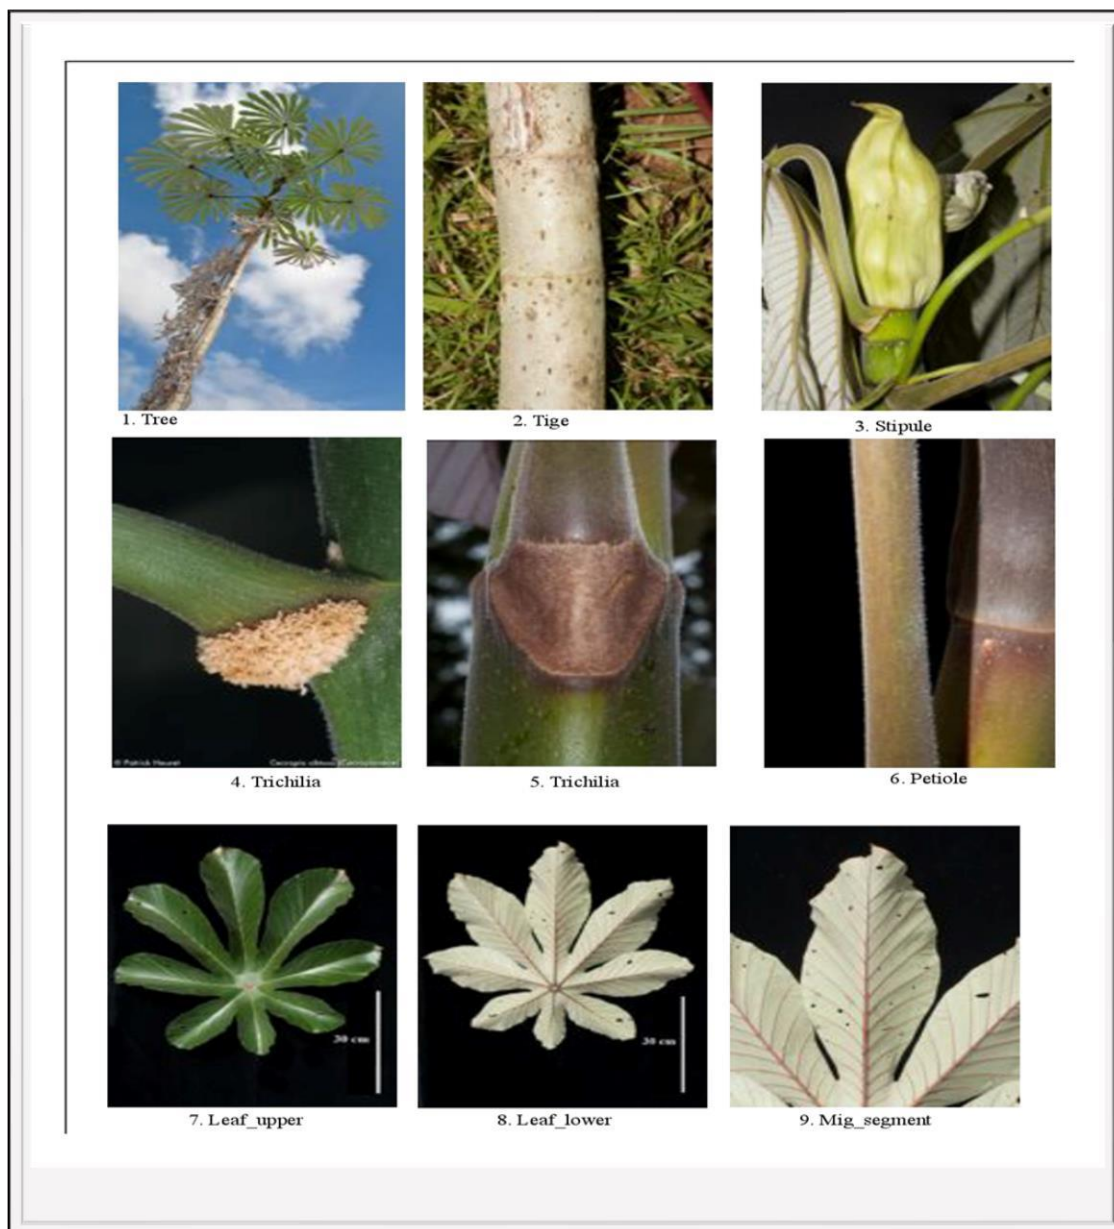 1. Tree
2. Tige
3. Stipule
© Patrick Heuret
4. Trichilia
5. Trichilia
6. Petiole
30 cm
30 cm
7. Leaf_upper
8. Leaf_lower
9. Mig_segment